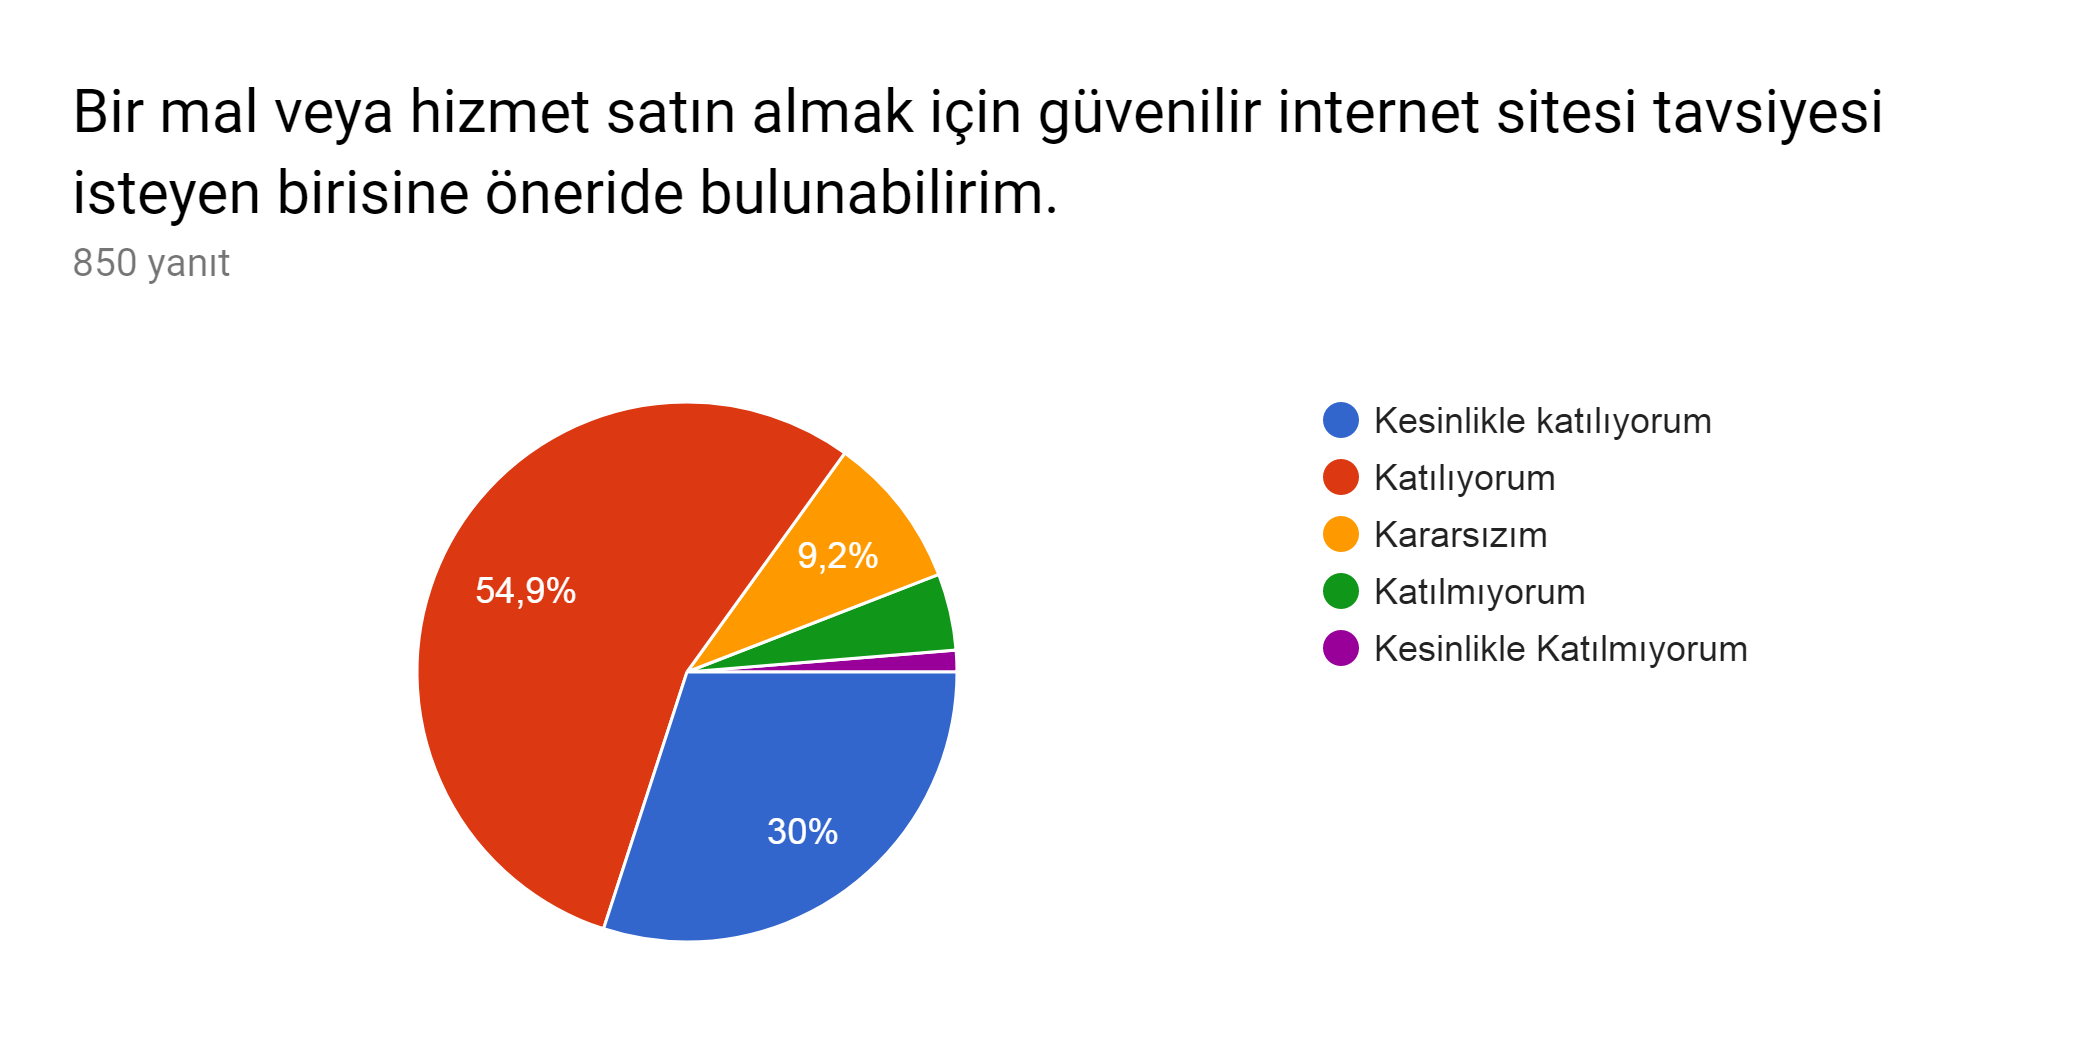 Bir mal veya hizmet satın almak için güvenilir internet sitesi tavsiyesi
isteyen birisine öneride bulunabilirim.
850 yanıt
54,9%
9,2%
30%
Kesinlikle katılıyorum
Katılıyorum
Kararsızım
Katılmıyorum
Kesinlikle Katılmıyorum